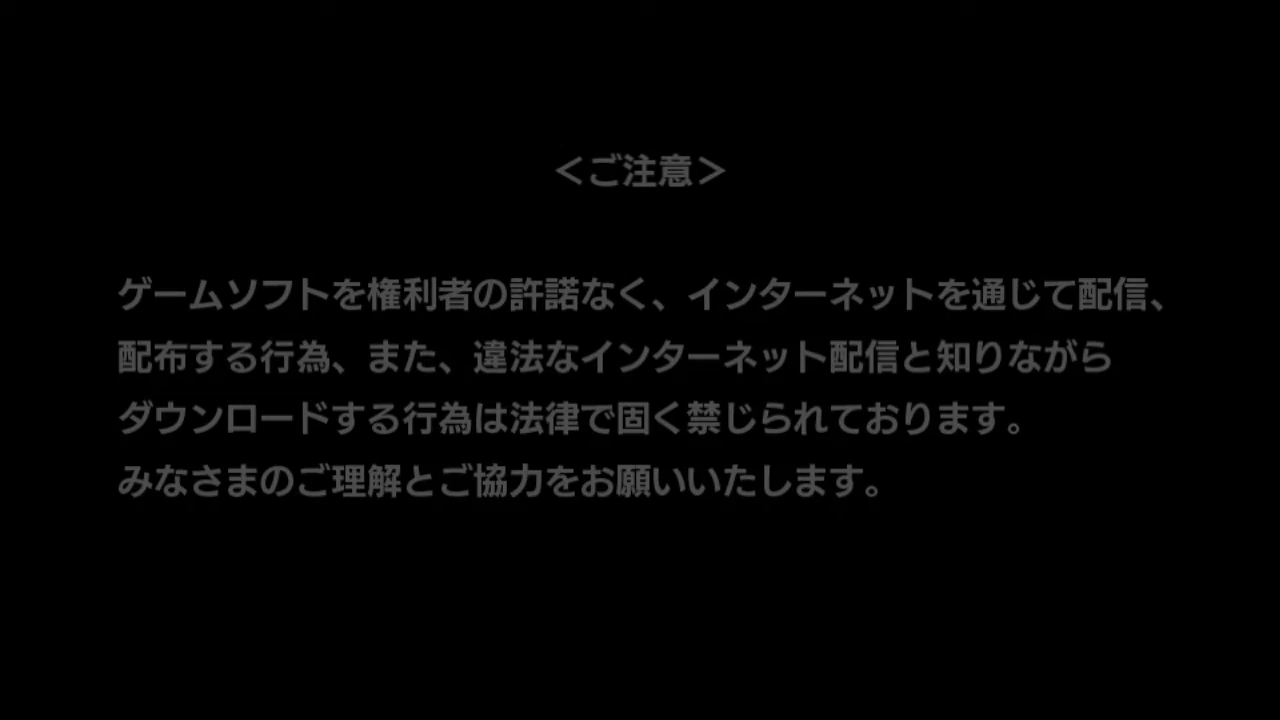 ＜ご注意＞
ゲームソフトを権利者の許諾なく、インターネットを通じて配信、
配布する行為、また、違法なインターネット配信と知りながら
ダウンロードする行為は法律で固く禁じられております。
みなさまのご理解とご協力をお願いいたします。